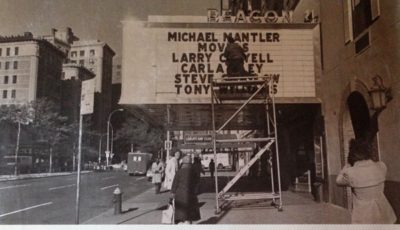 BEACON
MICHAEL MANTLER
MOVIES
LARRY CORYELL
CARLA BLEY
STEVE
TONY